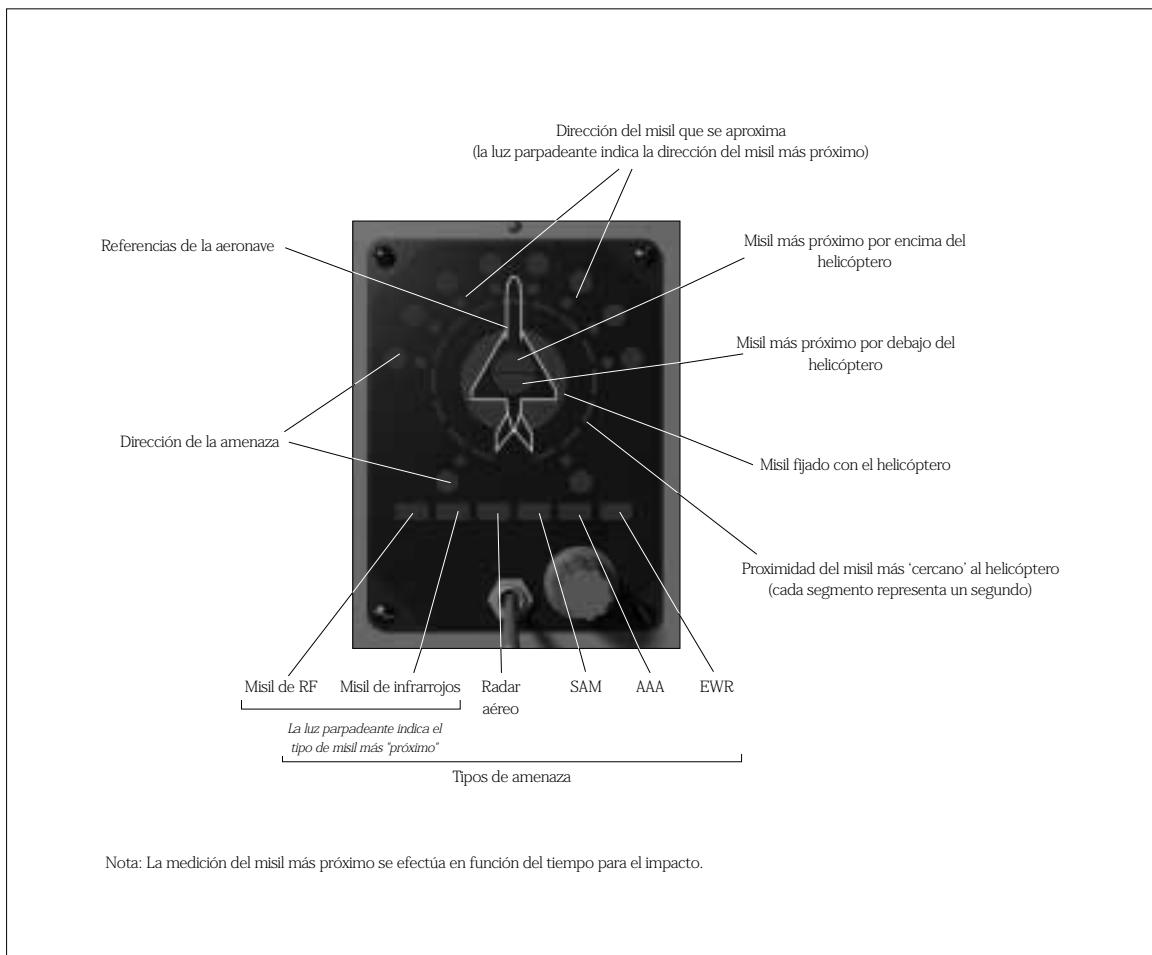 Dirección del misil que se aproxima
(la luz parpadeante indica la dirección del misil más próximo)
Referencias de la aeronave
Misil más próximo por encima del
helicóptero
Misil más próximo por debajo del
helicóptero
Dirección de la amenaza
Misil fijado con el helicóptero
Proximidad del misil más ‘cercano’ al helicóptero
(cada segmento representa un segundo)
Misil de RF
Misil de infrarrojos
Radar
aéreo
SAM
AAA
EWR
La luz parpadeante indica el
tipo de misil más "próximo"
Tipos de amenaza
Nota: La medición del misil más próximo se efectúa en función del tiempo para el impacto.